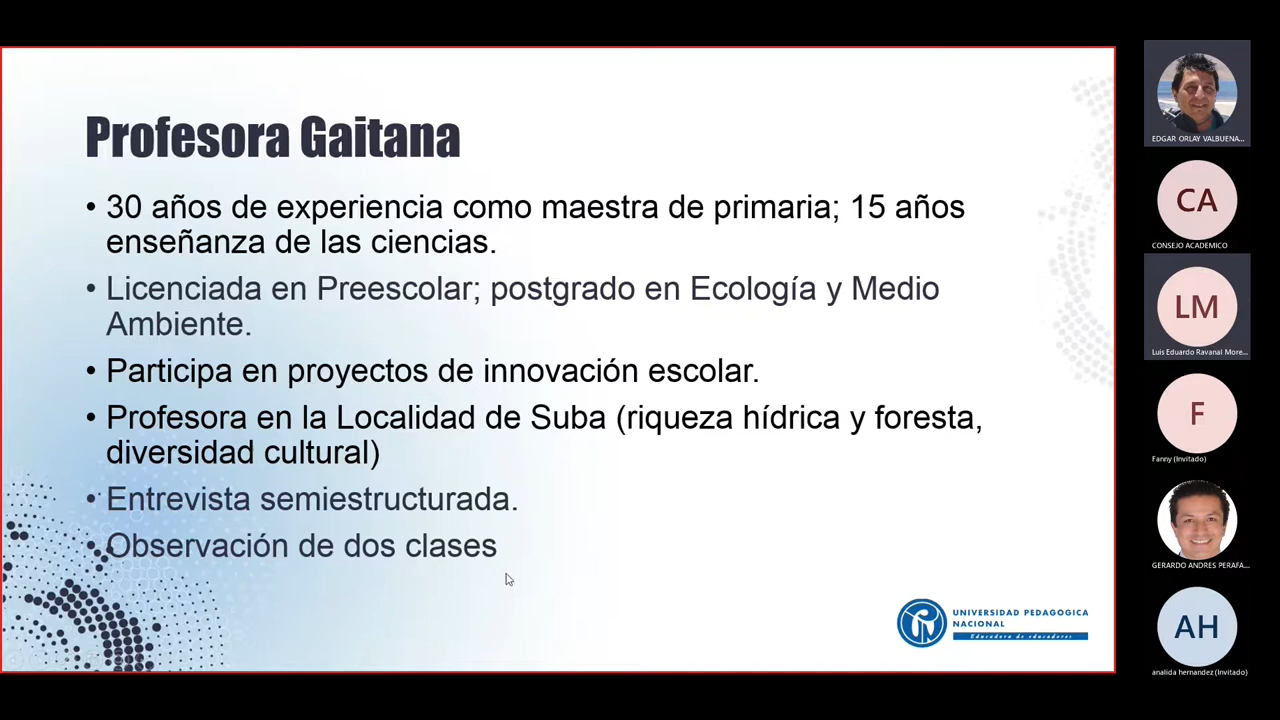 Profesora Gaitana
• 30 años de experiencia como maestra de primaria; 15 años
enseñanza de las ciencias.
• Licenciada en Preescolar; postgrado en Ecología y Medio
Ambiente.
• Participa en proyectos de innovación escolar.
• Profesora en la Localidad de Suba (riqueza hídrica y foresta,
diversidad cultural)
• Entrevista semiestructurada.
• Observación de dos clases
UNIVERSIDAD PEDAGOGICA
NACIONAL
Educadora de educadores
EDGAR ORLAY VALBUENA...
CA
CONSEJO ACADEMICO
LM
Luis Eduardo Ravanal More...
F
Fanny (Invitado)
GERARDO ANDRES PERAFA...
AH
analida hernandez (Invitado)